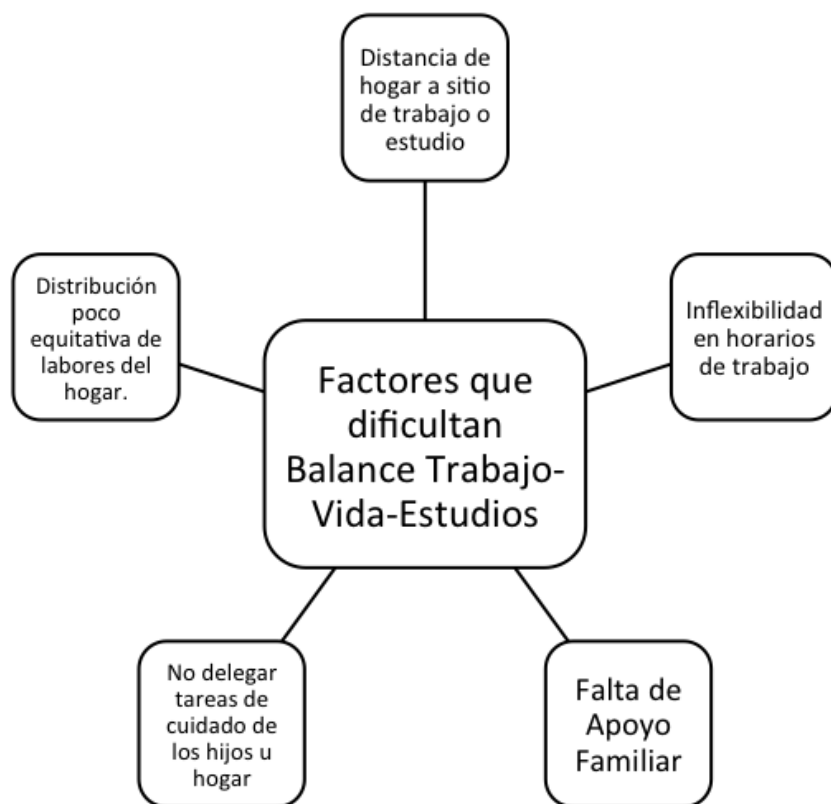 Distancia de
hogar a sitio
de trabajo o
estudio
Inflexibilidad
en horarios
de trabajo
Falta de
Apoyo
Familiar
No delegar
tareas de
cuidado de
los hijos u
hogar
Distribución
poco
equitativa de
labores del
hogar.
Factores que
dificultan
Balance Trabajo-
Vida-Estudios